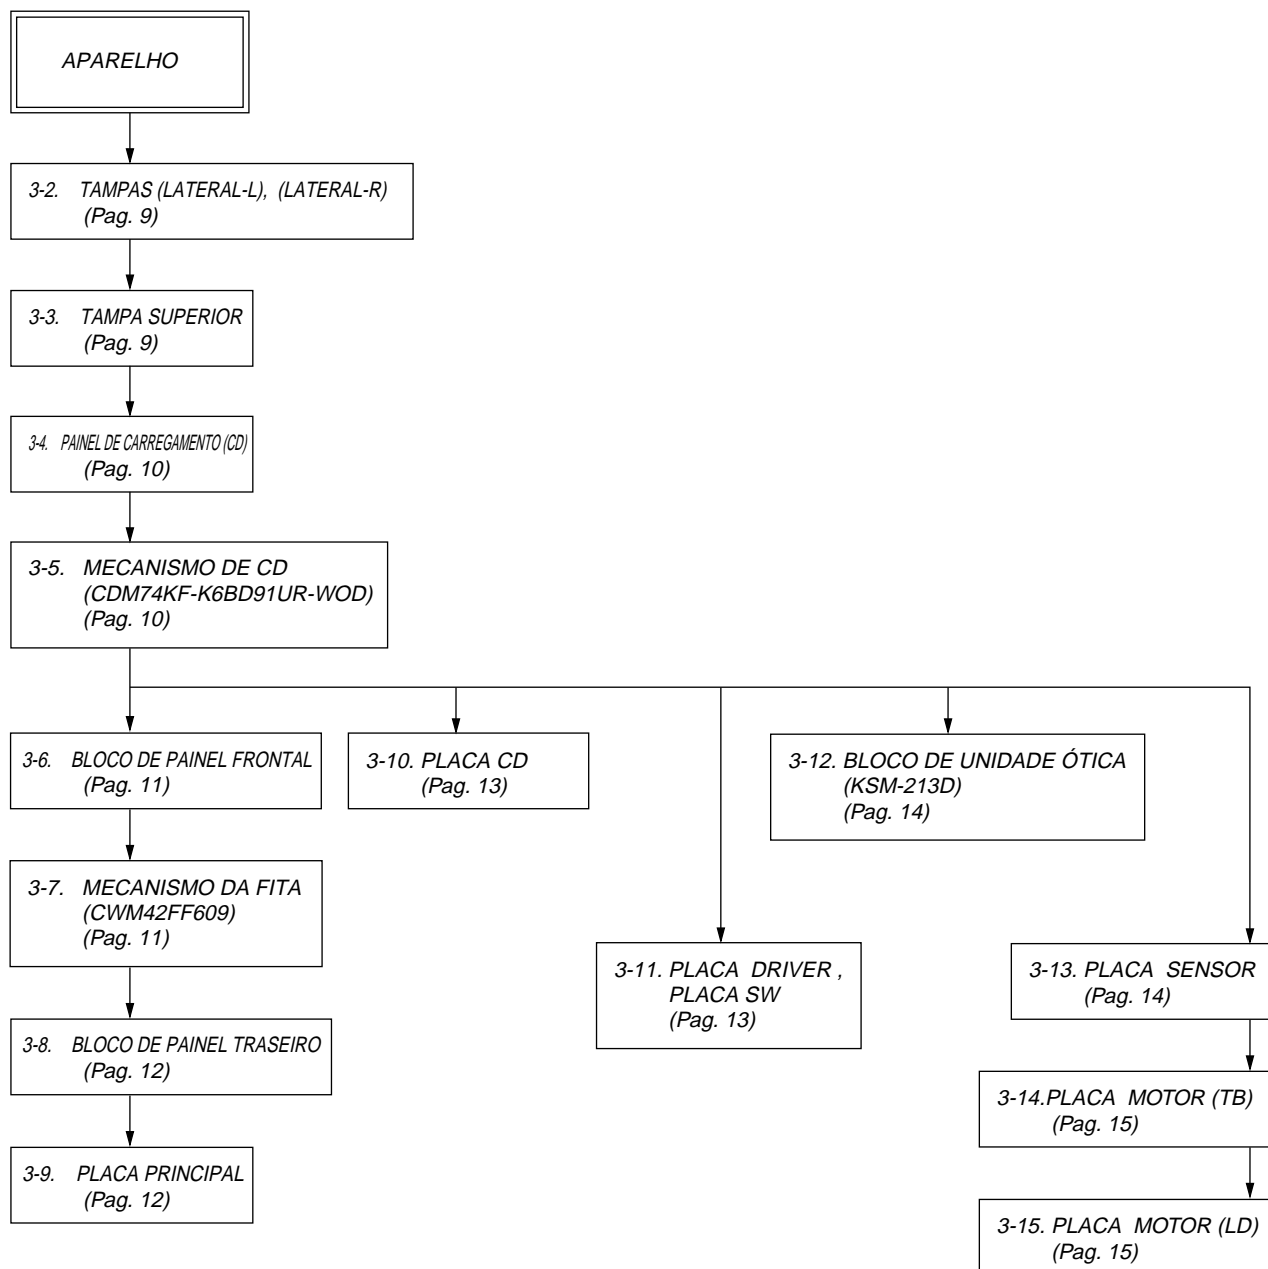 APARELHO
3-2. TAMPAS (LATERAL-L), (LATERAL-R)
(Pag. 9)
3-3. TAMPA SUPERIOR
(Pag. 9)
3-4. PAINEL DE CARREGAMENTO (CD)
(Pag. 10)
3-5. MECANISMO DE CD
(CDM74KF-K6BD91UR-WOD)
(Pag. 10)
3-6. BLOCO DE PAINEL FRONTAL
(Pag. 11)
3-10. PLACA CD
(Pag. 13)
3-12. BLOCO DE UNIDADE ÓTICA
(KSM-213D)
(Pag. 14)
3-7. MECANISMO DA FITA
(CWM42FF609)
(Pag. 11)
3-11. PLACA DRIVER ,
PLACA SW
(Pag. 13)
3-13. PLACA SENSOR
(Pag. 14)
3-8. BLOCO DE PAINEL TRASEIRO
(Pag. 12)
3-14.PLACA MOTOR (TB)
(Pag. 15)
3-9. PLACA PRINCIPAL
(Pag. 12)
3-15. PLACA MOTOR (LD)
(Pag. 15)